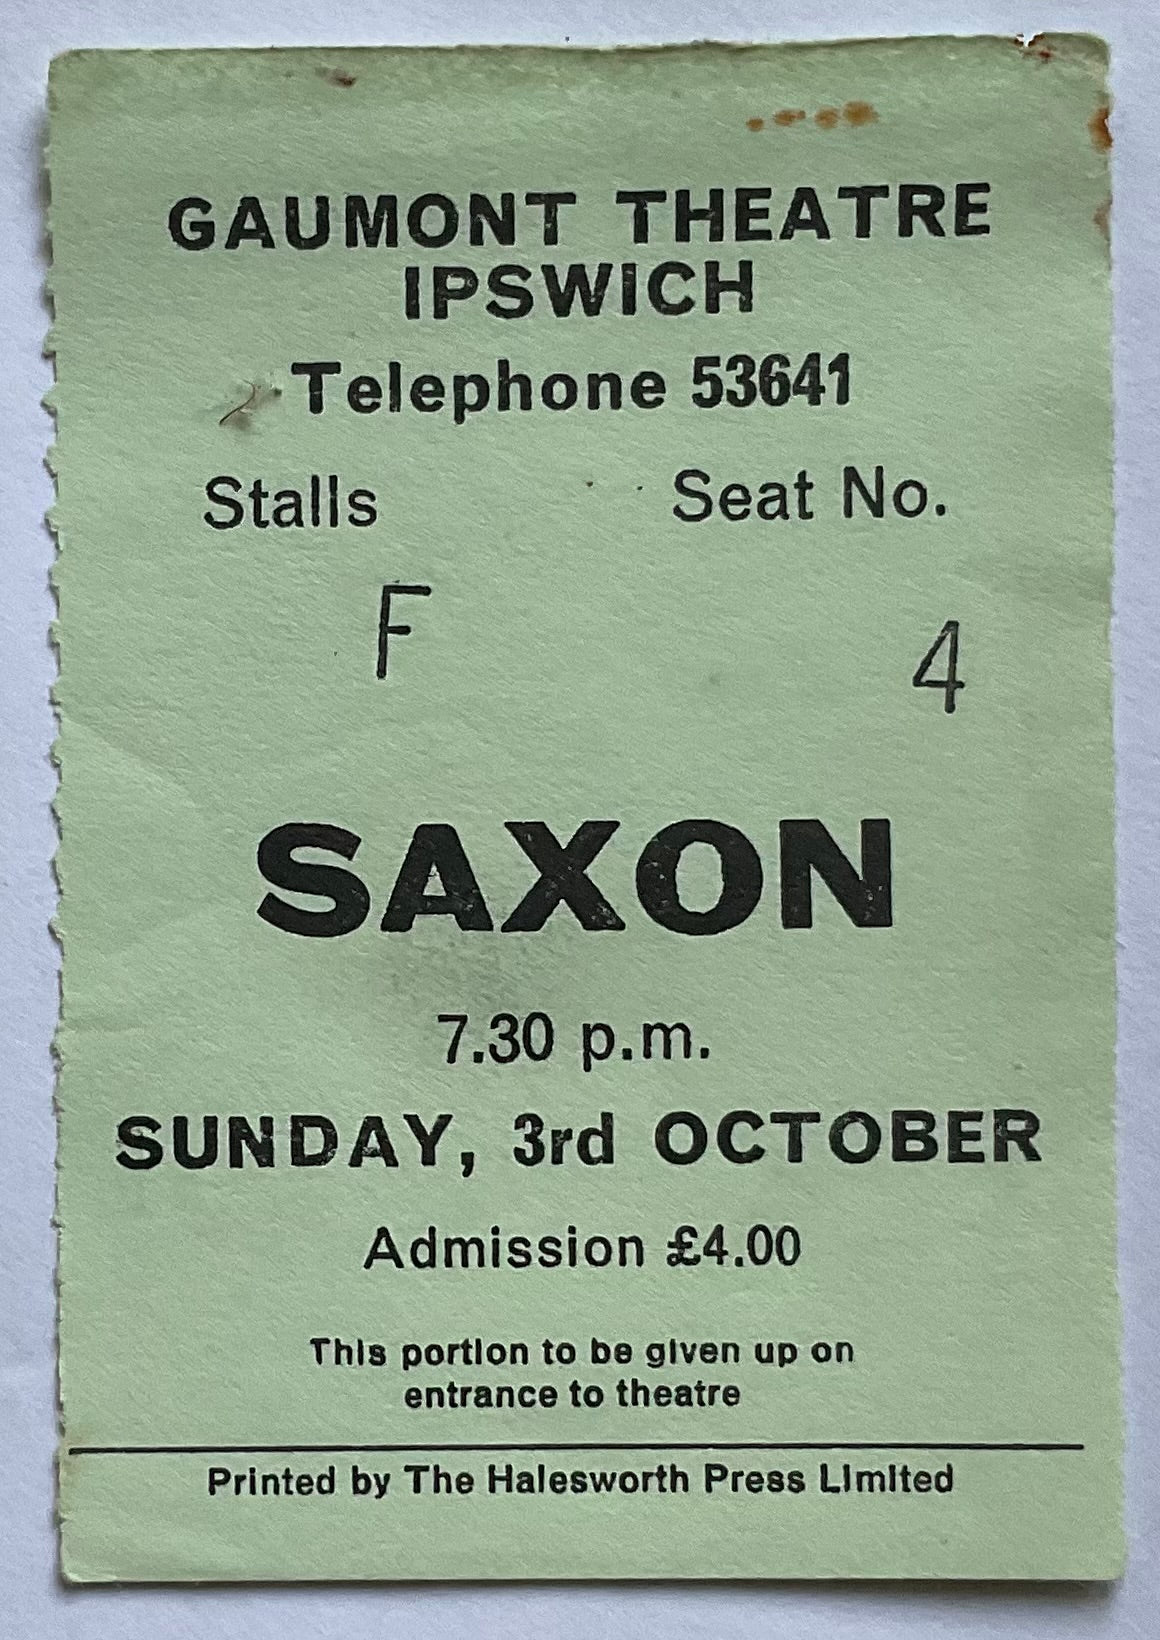 GAUMONT THEATRE
IPSWICH
Telephone 53641
Stalls Seat No.
F 4
SAXON
7.30 p.m.
SUNDAY, 3rd OCTOBER
Admission £4.00
This portion to be given up on
entrance to theatre
Printed by The Halesworth Press Limited